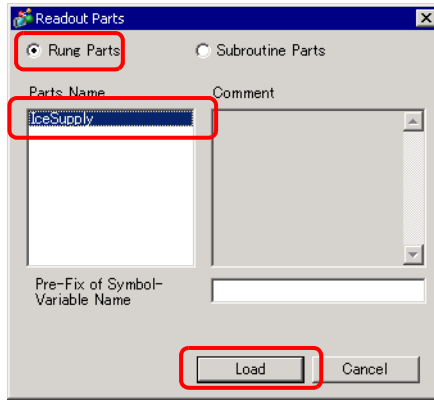 Readout Parts
Rung Parts
Subroutine Parts
Parts Name
Comment
IceSupply
Pre-Fix of Symbol-
Variable Name
Load
Cancel